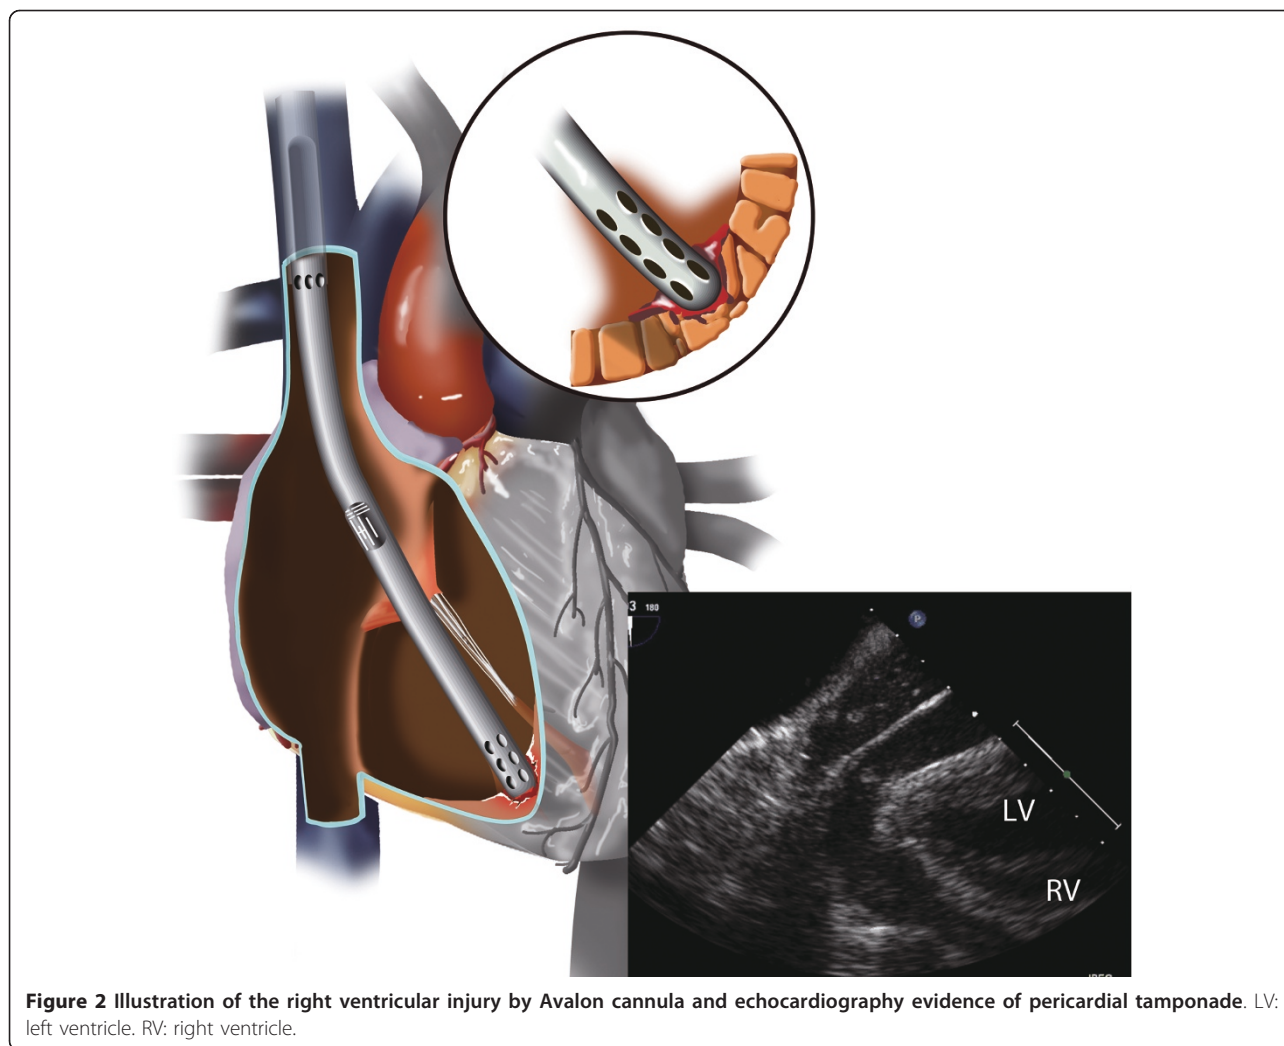 3 180
P
LV
RV
JPEG
Figure 2 Illustration of the right ventricular injury by Avalon cannula and echocardiography evidence of pericardial tamponade. LV:
left ventricle. RV: right ventricle.